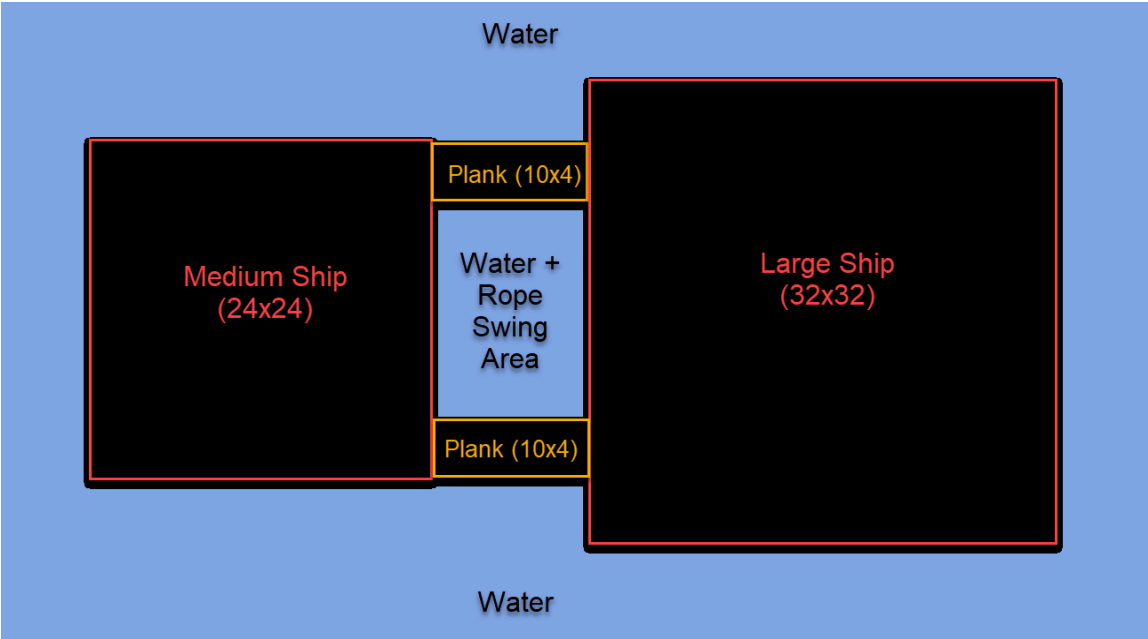 Water
Plank (10x4)
Medium Ship
(24x24)
Water +
Rope
Swing
Area
Large Ship
(32x32)
Plank (10x4)
Water